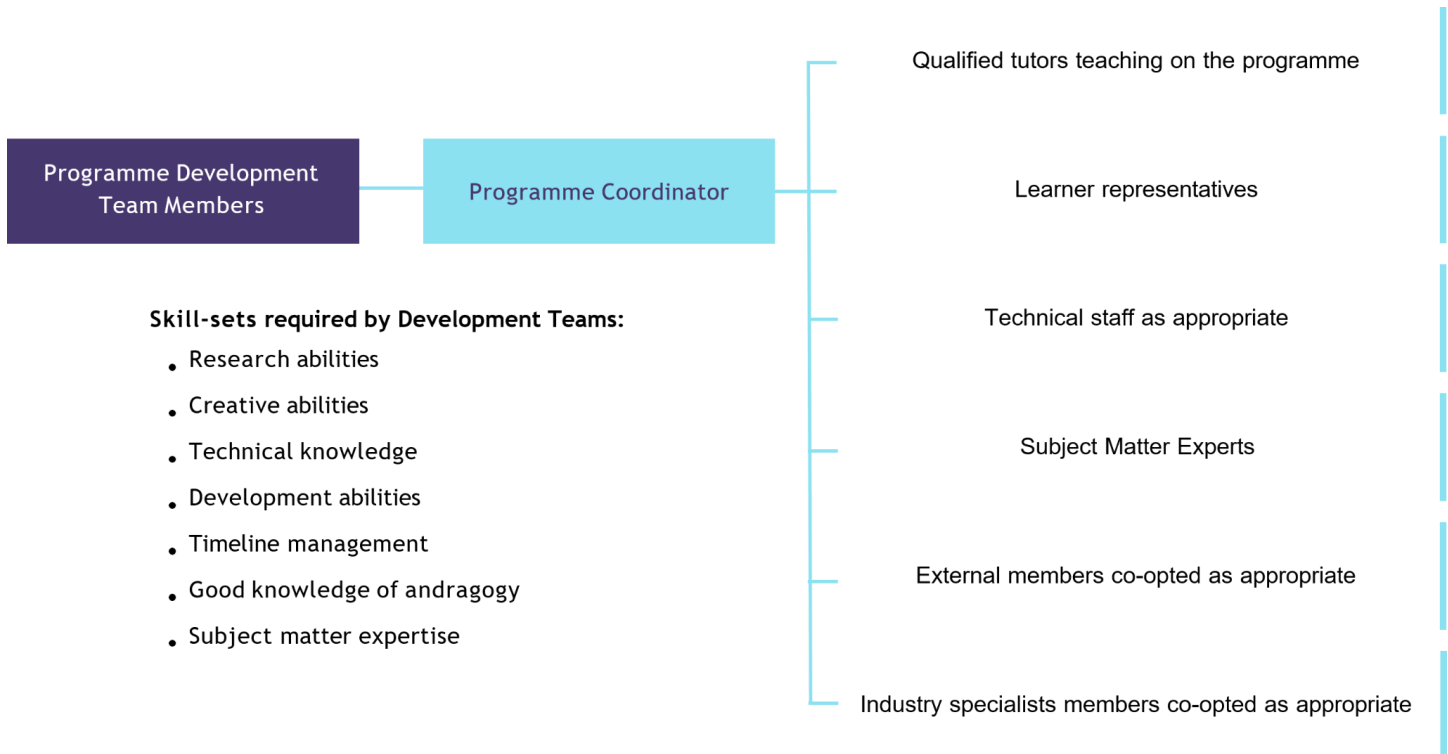 Programme Development
Team Members
Programme Coordinator
Qualified tutors teaching on the programme
Learner representatives
Technical staff as appropriate
Subject Matter Experts
External members co-opted as appropriate
Industry specialists members co-opted as appropriate
Skill-sets required by Development Teams:
• Research abilities
• Creative abilities
• Technical knowledge
• Development abilities
• Timeline management
• Good knowledge of andragogy
• Subject matter expertise